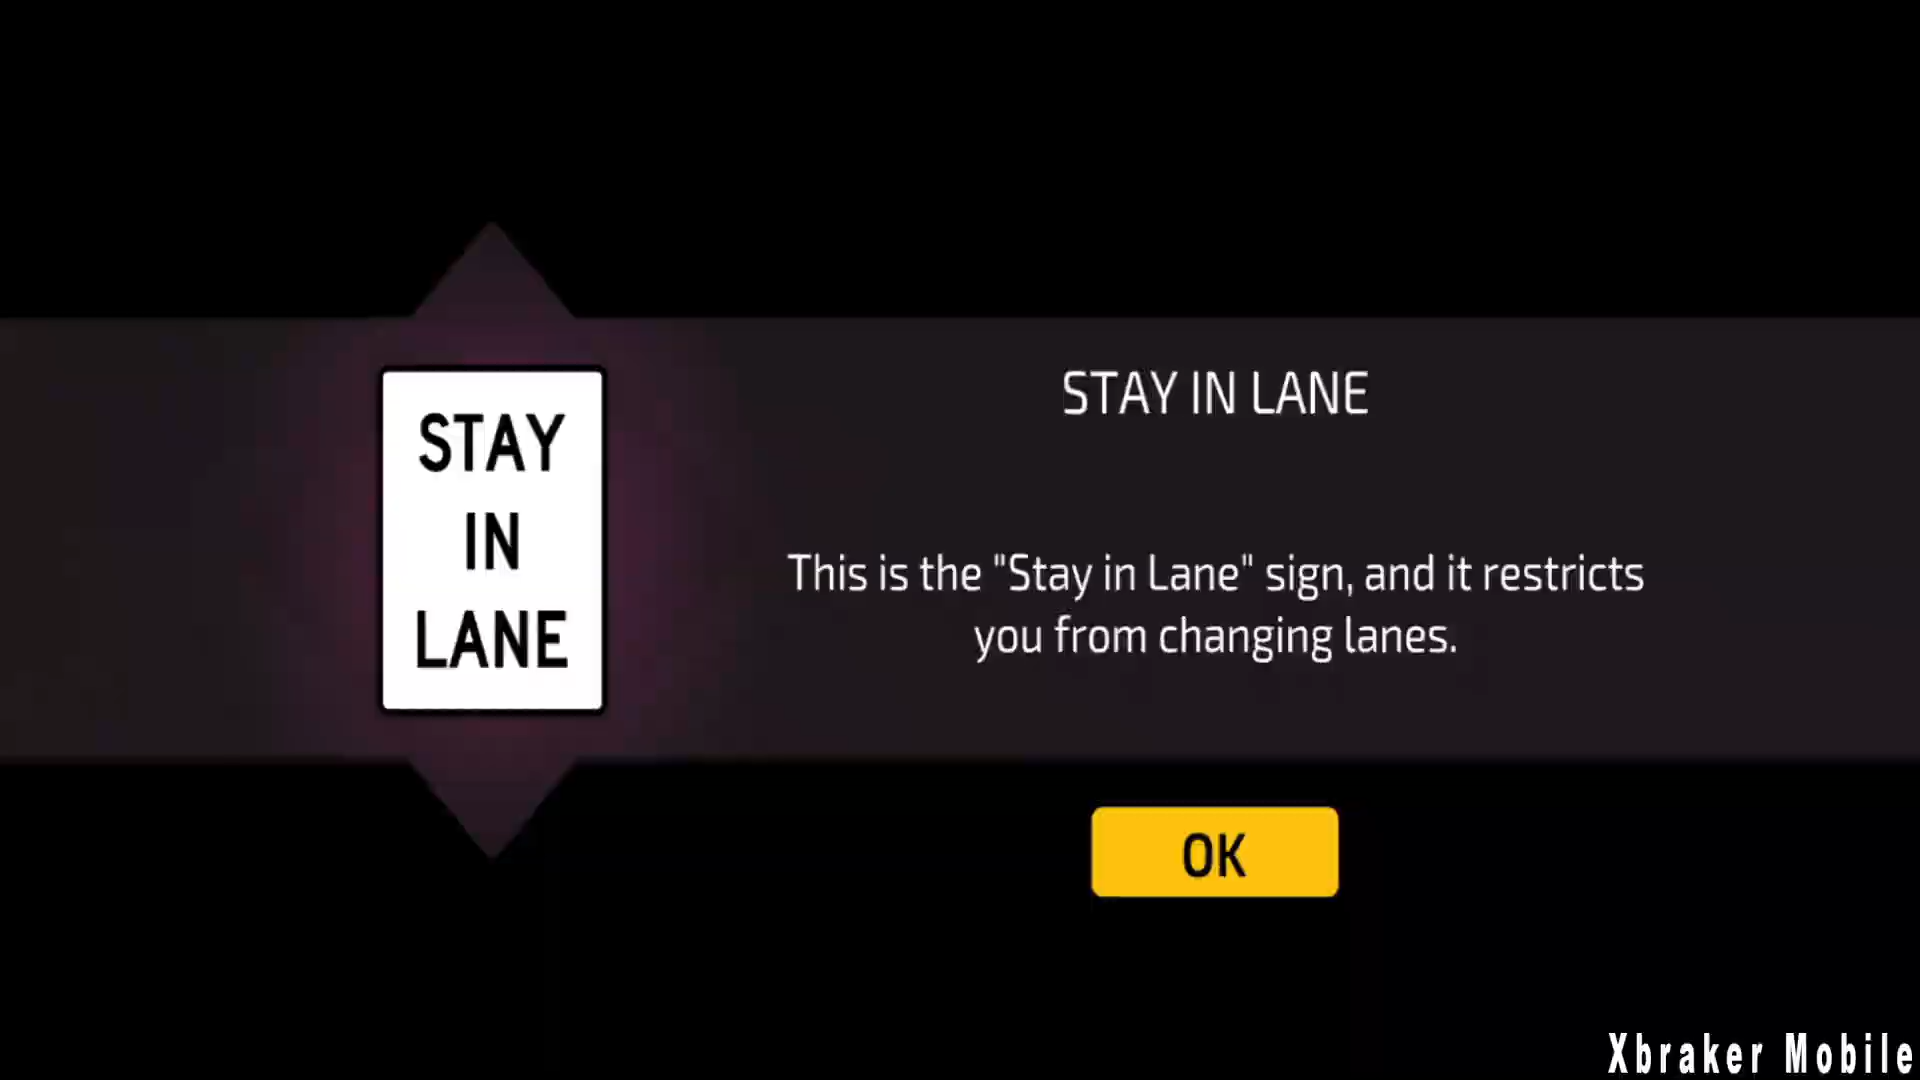 STAY
IN
LANE
STAY IN LANE
This is the "Stay in Lane" sign, and it restricts
you from changing lanes.
OK
Xbraker Mobile